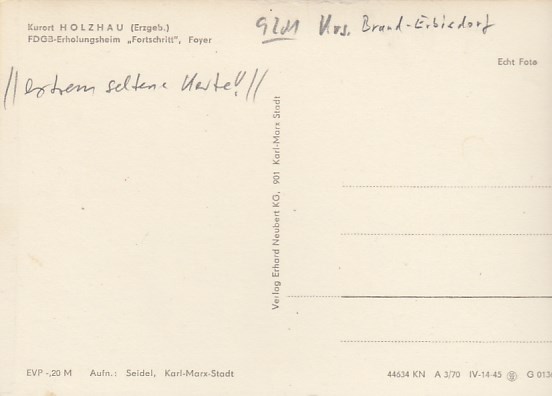 Kurort HOLZHAU (Erzgeb.)
FDGB-Erholungsheim „Fortschritt", Foyer
9201 Krs. Brand-Erbisdorf
Echt Foto
//extrem seltene Karte!!//
Verlag Erhard Neubert KG, 901 Karl-Marx Stadt
EVP -,20 M Aufn.: Seidel, Karl-Marx-Stadt
44634 KN A 3/70 IV-14-45 G 013